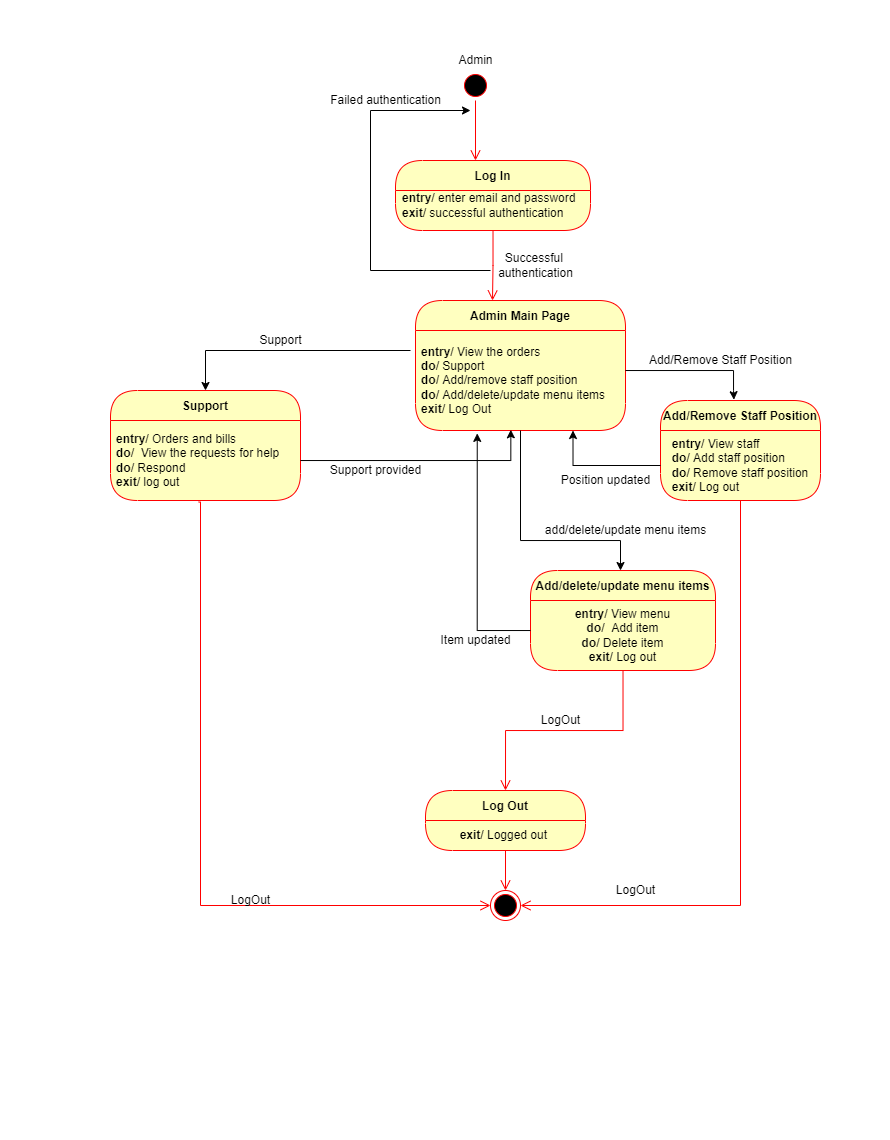 Admin
Failed authentication
Log In
entry/ enter email and password
exit/ successful authentication
Successful
authentication
Admin Main Page
entry/ View the orders
do/ Support
do/ Add/remove staff position
do/ Add/delete/update menu items
exit/ Log Out
Support
Add/Remove Staff Position
Support
entry/ Orders and bills
do/  View the requests for help
do/ Respond
exit/ log out
Add/Remove Staff Position
entry/ View staff
do/ Add staff position
do/ Remove staff position
exit/ Log out
Support provided
Position updated
add/delete/update menu items
Add/delete/update menu items
entry/ View menu
do/  Add item
do/ Delete item
exit/ Log out
Item updated
LogOut
Log Out
exit/ Logged out
LogOut
LogOut